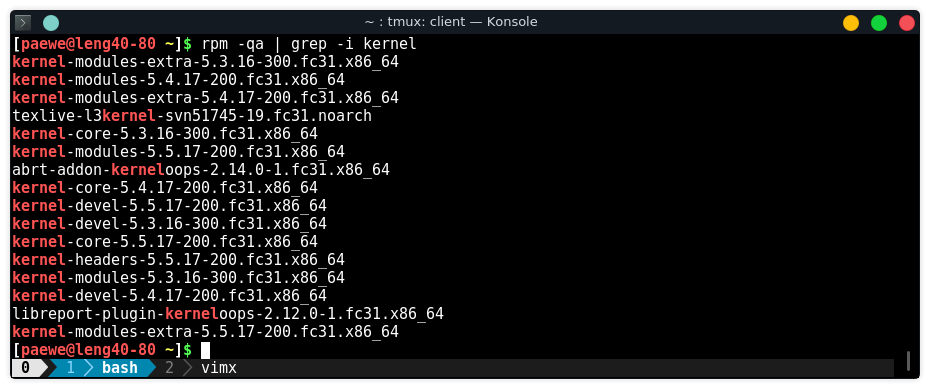 ~ : tmux: client — Konsole
[paewe@leng40-80 ~]$ rpm -qa | grep -i kernel
kernel-modules-extra-5.3.16-300.fc31.x86_64
kernel-modules-5.4.17-200.fc31.x86_64
kernel-modules-extra-5.4.17-200.fc31.x86_64
texlive-l3kernel-svn51745-19.fc31.noarch
kernel-core-5.3.16-300.fc31.x86_64
kernel-modules-5.5.17-200.fc31.x86_64
abrt-addon-kerneloops-2.14.0-1.fc31.x86_64
kernel-core-5.4.17-200.fc31.x86_64
kernel-devel-5.5.17-200.fc31.x86_64
kernel-devel-5.3.16-300.fc31.x86_64
kernel-core-5.5.17-200.fc31.x86_64
kernel-headers-5.5.17-200.fc31.x86_64
kernel-modules-5.3.16-300.fc31.x86_64
kernel-devel-5.4.17-200.fc31.x86_64
libreport-plugin-kerneloops-2.12.0-1.fc31.x86_64
kernel-modules-extra-5.5.17-200.fc31.x86_64
[paewe@leng40-80 ~]$
0 1 bash 2 vimx